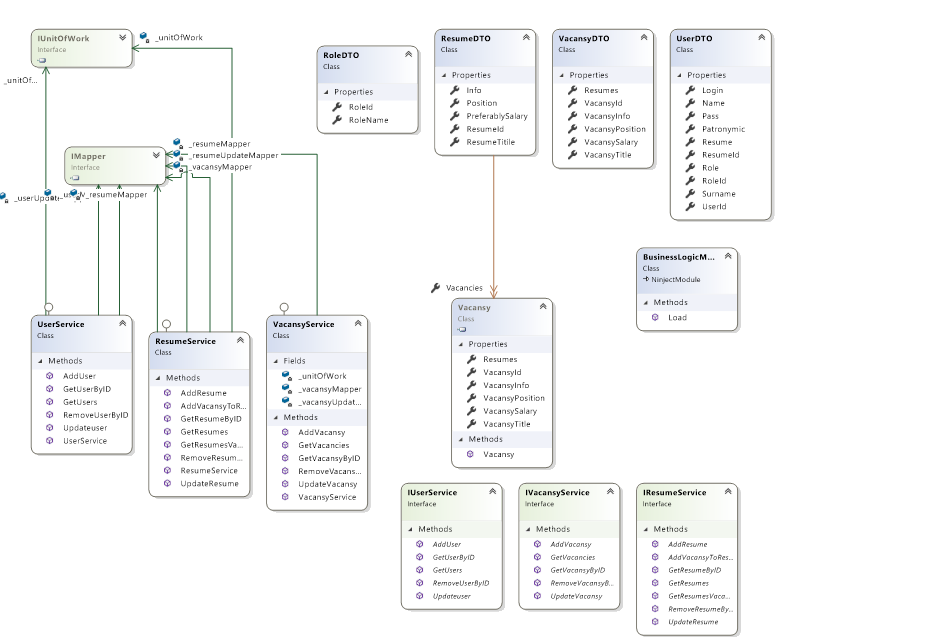 IUnitOfWork
Interface
_unitOfWork
_unitOf...
IMapper
Interface
_resumeMapper
_resumeUpdateMapper
_vacansyMapper
_resumeMapper
RoleDTO
Class
Properties
RoleId
RoleName
ResumeDTO
Class
Properties
Info
Position
PreferablySalary
ResumeId
ResumeTitile
VacansyDTO
Class
Properties
Resumes
VacansyId
VacansyInfo
VacansyPosition
VacansySalary
VacansyTitle
UserDTO
Class
Properties
Login
Name
Pass
Patronymic
Resume
ResumeId
Role
RoleId
Surname
UserId
BusinessLogicM...
Class
NinjectModule
Methods
Load
Vacancies
Vacansy
Class
Properties
Resumes
VacansyId
VacansyInfo
VacansyPosition
VacansySalary
VacansyTitle
Methods
Vacansy
UserService
Class
Methods
AddUser
GetUserByID
GetUsers
RemoveUserByID
Updateuser
UserService
ResumeService
Class
Methods
AddResume
AddVacansyToR...
GetResumeByID
GetResumes
GetResumesVa...
RemoveResum...
ResumeService
UpdateResume
VacansyService
Class
Fields
_unitOfWork
_vacansyMapper
_vacansyUpdat...
Methods
AddVacansy
GetVacancies
GetVacansyByID
RemoveVacans...
UpdateVacansy
VacansyService
IUserService
Interface
Methods
AddUser
GetUserByID
GetUsers
RemoveUserByID
Updateuser
IVacansyService
Interface
Methods
AddVacansy
GetVacancies
GetVacansyByID
RemoveVacansyB...
UpdateVacansy
IResumeService
Interface
Methods
AddResume
AddVacansyToRes...
GetResumeByID
GetResumes
GetResumesVaca...
RemoveResumeBy...
UpdateResume